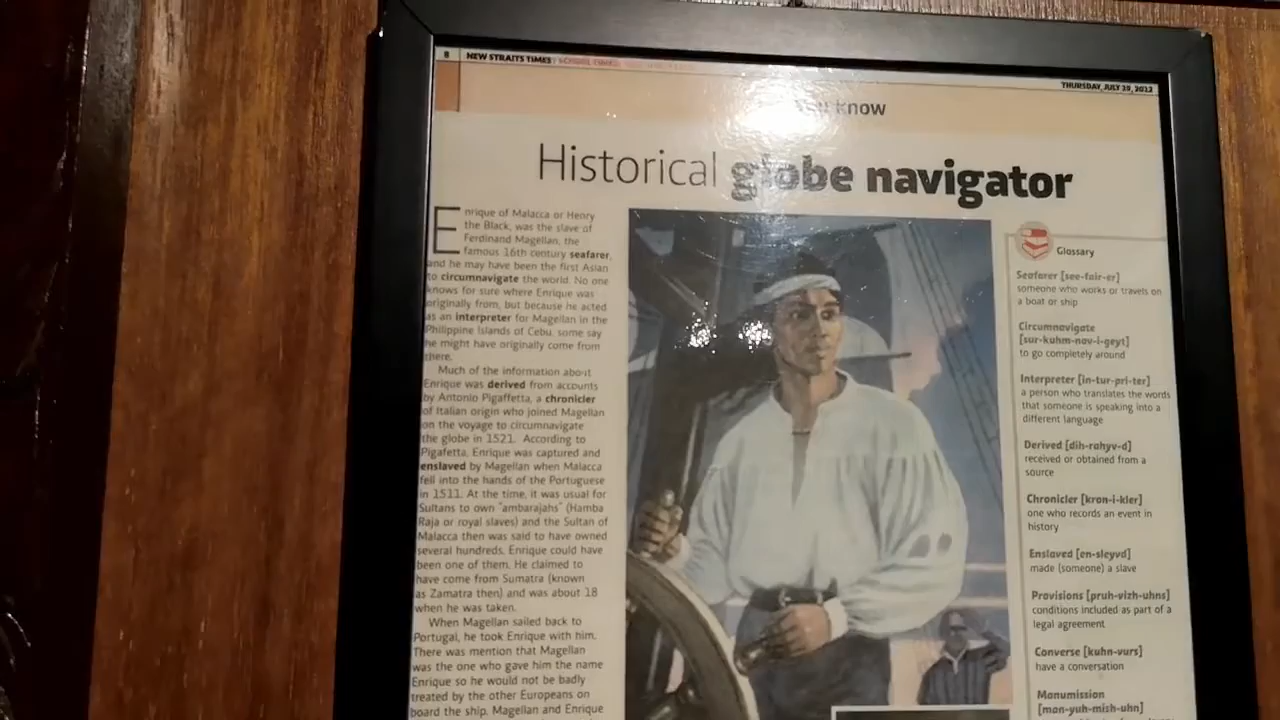 8 NEW STRAITS TIMES SCHOOL TIMES
THURSDAY, JULY 19, 2012
You know
Historical globe navigator
Enrique of Malacca or Henry
the Black, was the slave of
Ferdinand Magellan, the
famous 16th century seafarer,
and he may have been the first Asian
to circumnavigate the world. No one
knows for sure where Enrique was
originally from, but because he acted
as an interpreter for Magellan in the
Philippine Islands of Cebu, some say
he might have originally come from
there.
Much of the information about
Enrique was derived from accounts
by Antonio Pigaffetta, a chronicler
of Italian origin who joined Magellan
on the voyage to circumnavigate
the globe in 1521. According to
Pigafetta, Enrique was captured and
enslaved by Magellan when Malacca
fell into the hands of the Portuguese
in 1511. At the time, it was usual for
Sultans to own "ambarajahs" (Hamba
Raja or royal slaves) and the Sultan of
Malacca then was said to have owned
several hundreds. Enrique could have
been one of them. He claimed to
have come from Sumatra (known
as Zamatra then) and was about 18
when he was taken.
When Magellan sailed back to
Portugal, he took Enrique with him.
There was mention that Magellan
was the one who gave him the name
Enrique so he would not be badly
treated by the other Europeans on
board the ship. Magellan and Enrique
Glossary
Seafarer [see-fair-er]
someone who works or travels on
a boat or ship
Circumnavigate
[sur-kuhm-nav-i-geyt]
to go completely around
Interpreter [in-tur-pri-ter]
a person who translates the words
that someone is speaking into a
different language
Derived [dih-rahyv-d]
received or obtained from a
source
Chronicler [kron-i-kler]
one who records an event in
history
Enslaved [en-sleyvd]
made (someone) a slave
Provisions [pruh-vizh-uhns]
conditions included as part of a
legal agreement
Converse [kuhn-vurs]
have a conversation
Manumission
[man-yuh-mish-uhn]